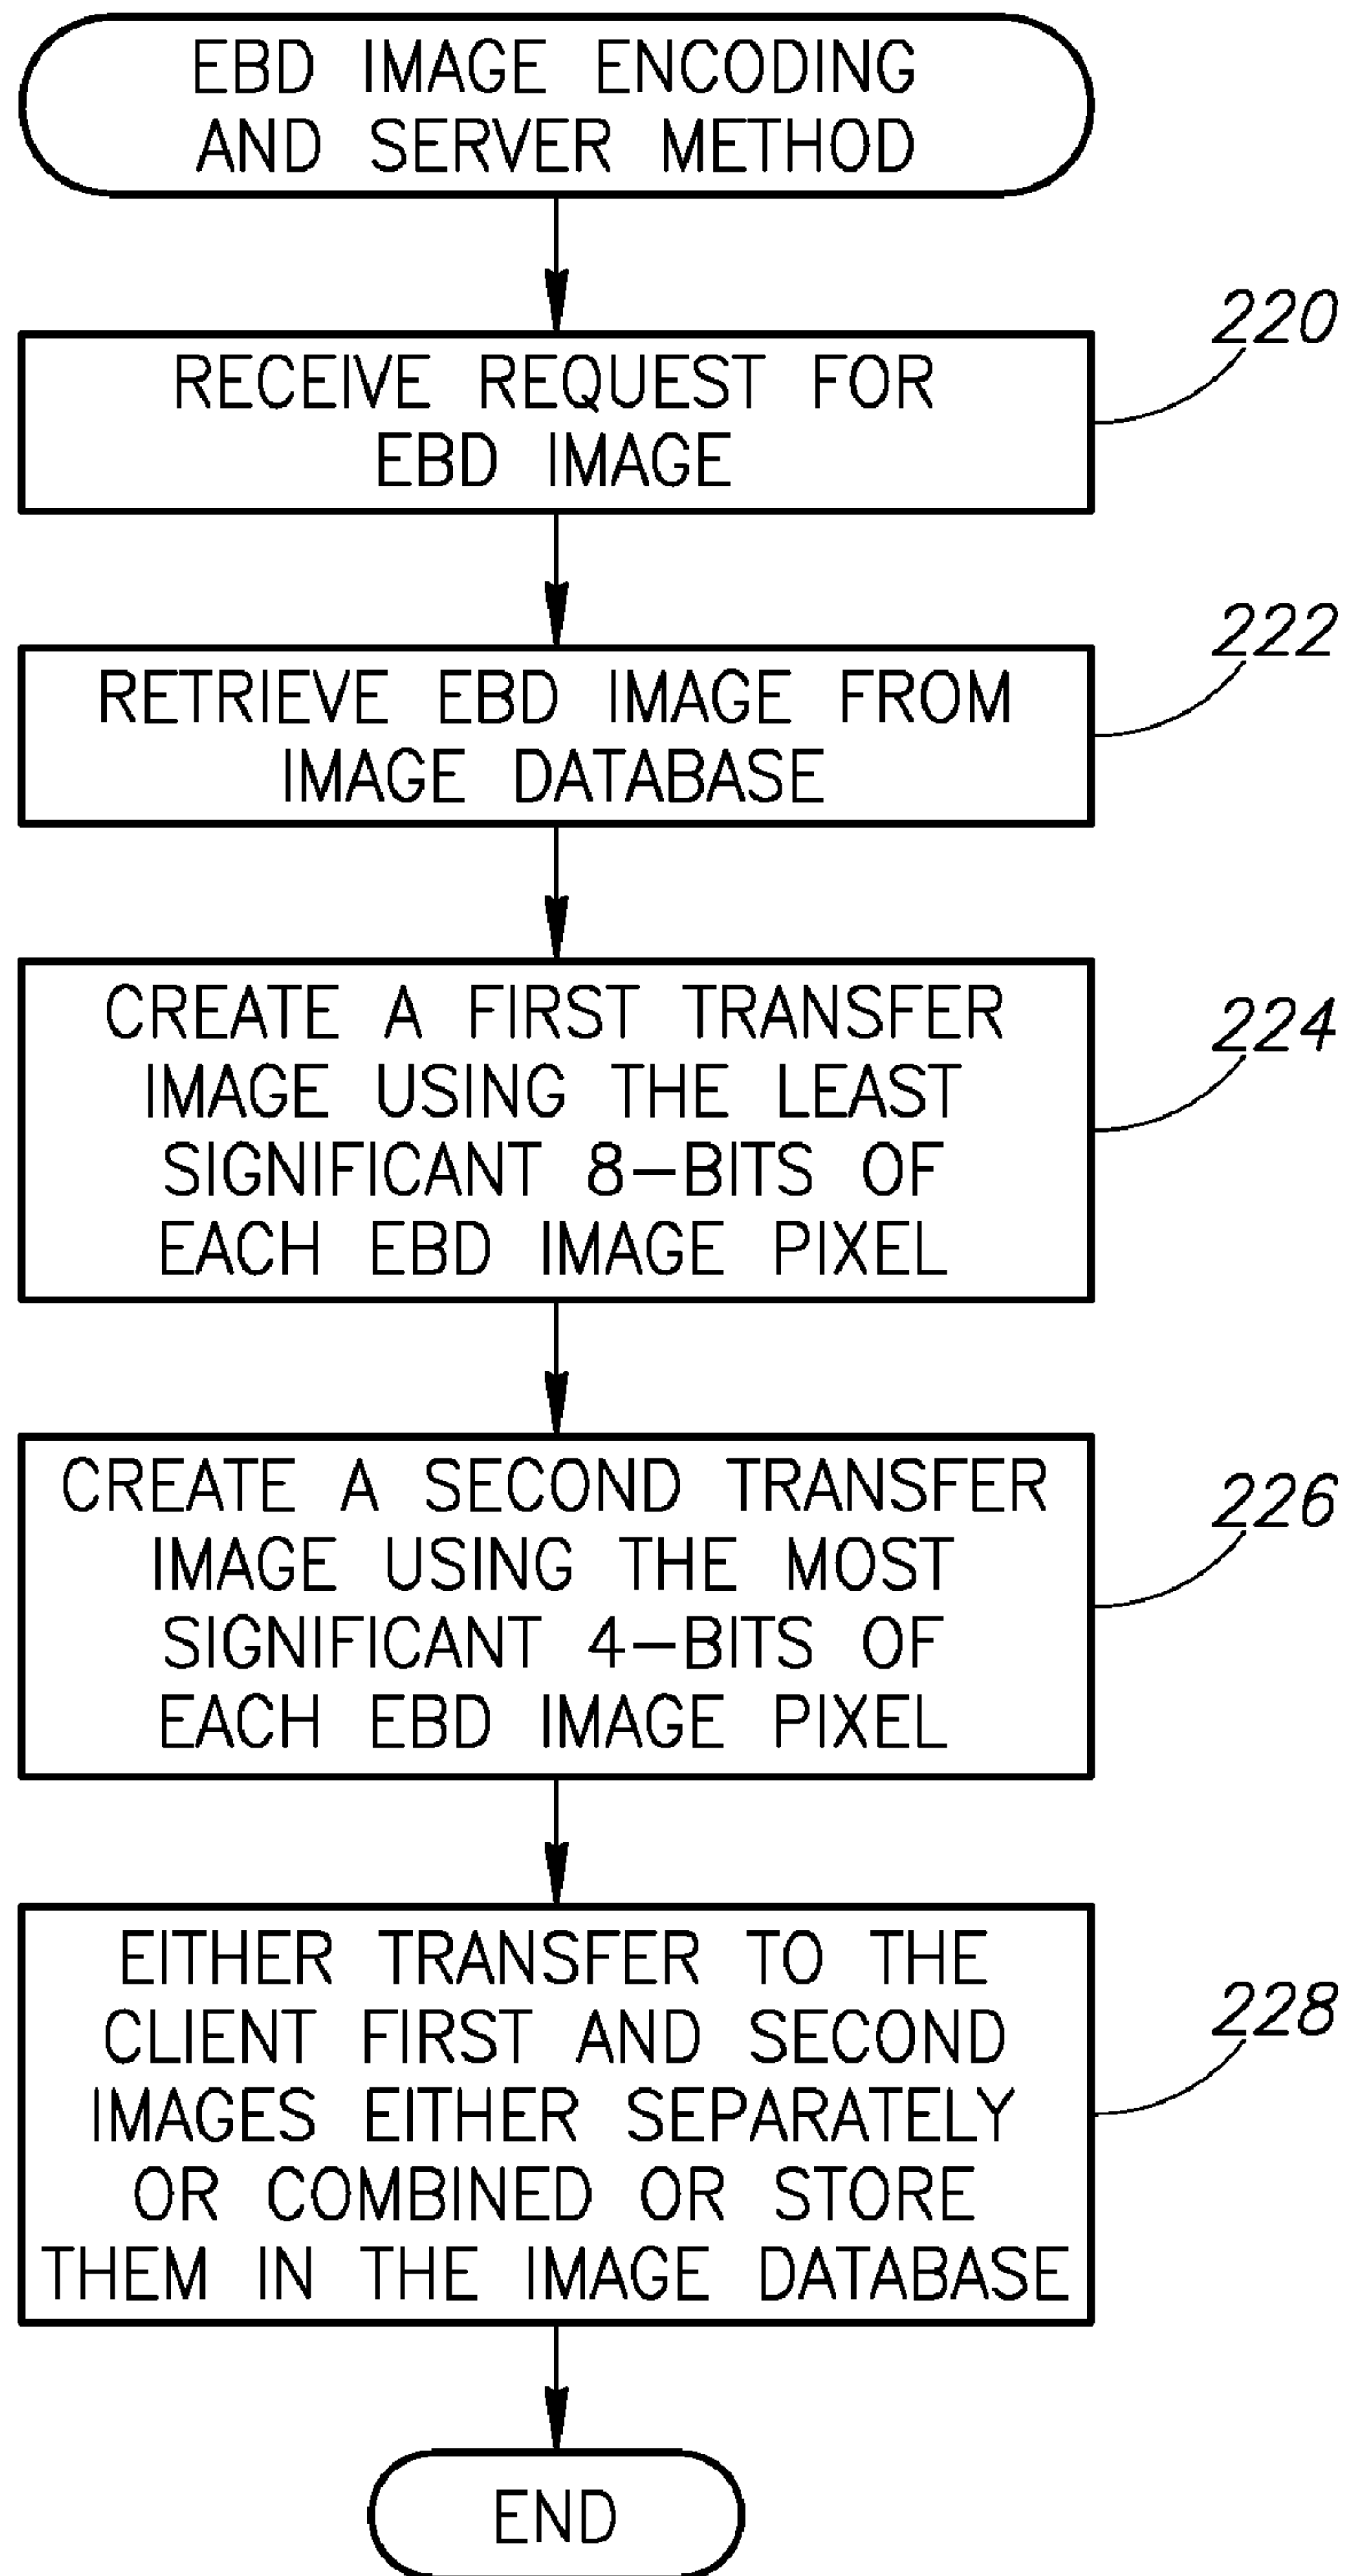 EBD IMAGE ENCODING
AND SERVER METHOD
220
RECEIVE REQUEST FOR
EBD IMAGE
222
RETRIEVE EBD IMAGE FROM
IMAGE DATABASE
224
CREATE A FIRST TRANSFER
IMAGE USING THE LEAST
SIGNIFICANT 8-BITS OF
EACH EBD IMAGE PIXEL
226
CREATE A SECOND TRANSFER
IMAGE USING THE MOST
SIGNIFICANT 4-BITS OF
EACH EBD IMAGE PIXEL
228
EITHER TRANSFER TO THE
CLIENT FIRST AND SECOND
IMAGES EITHER SEPARATELY
OR COMBINED OR STORE
THEM IN THE IMAGE DATABASE
END